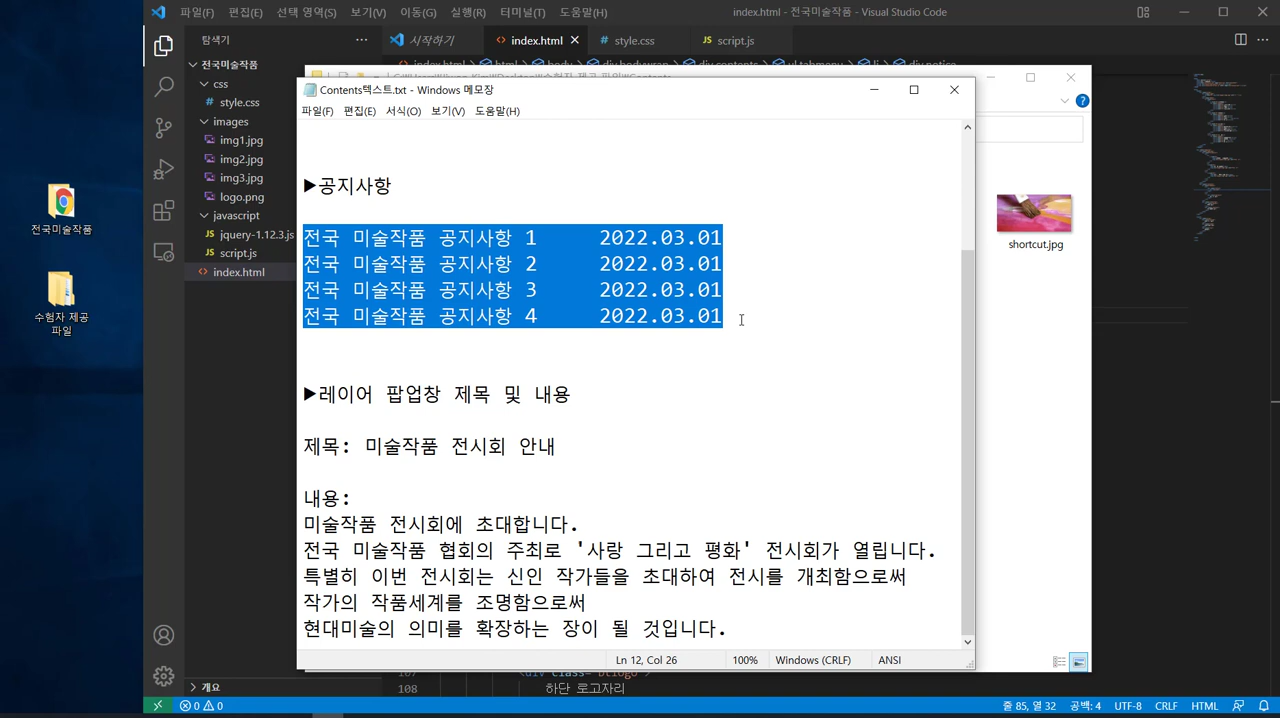 파일(F) 편집(E) 선택 영역(S) 보기(V) 이동(G) 실행(R) 터미널(T) 도움말(H) index.html - 전국미술작품 - Visual Studio Code
탐색기 ··· 시작하기 index.html style.css script.js
전국미술작품
css
style.css
images
img1.jpg
img2.jpg
img3.jpg
logo.png
javascript
jquery-1.12.3.js
script.js
index.html
개요
전국미술작품
수험자 제공
파일
Contents텍스트.txt - Windows 메모장
파일(F) 편집(E) 서식(O) 보기(V) 도움말(H)
▶공지사항
전국 미술작품 공지사항 1 2022.03.01
전국 미술작품 공지사항 2 2022.03.01
전국 미술작품 공지사항 3 2022.03.01
전국 미술작품 공지사항 4 2022.03.01
▶레이어 팝업창 제목 및 내용
제목: 미술작품 전시회 안내
내용:
미술작품 전시회에 초대합니다.
전국 미술작품 협회의 주최로 '사랑 그리고 평화' 전시회가 열립니다.
특별히 이번 전시회는 신인 작가들을 초대하여 전시를 개최함으로써
작가의 작품세계를 조명함으로써
현대미술의 의미를 확장하는 장이 될 것입니다.
Ln 12, Col 26 100% Windows (CRLF) ANSI
shortcut.jpg
108 하단 로고자리
0 0 줄 85, 열 32 공백: 4 UTF-8 CRLF HTML